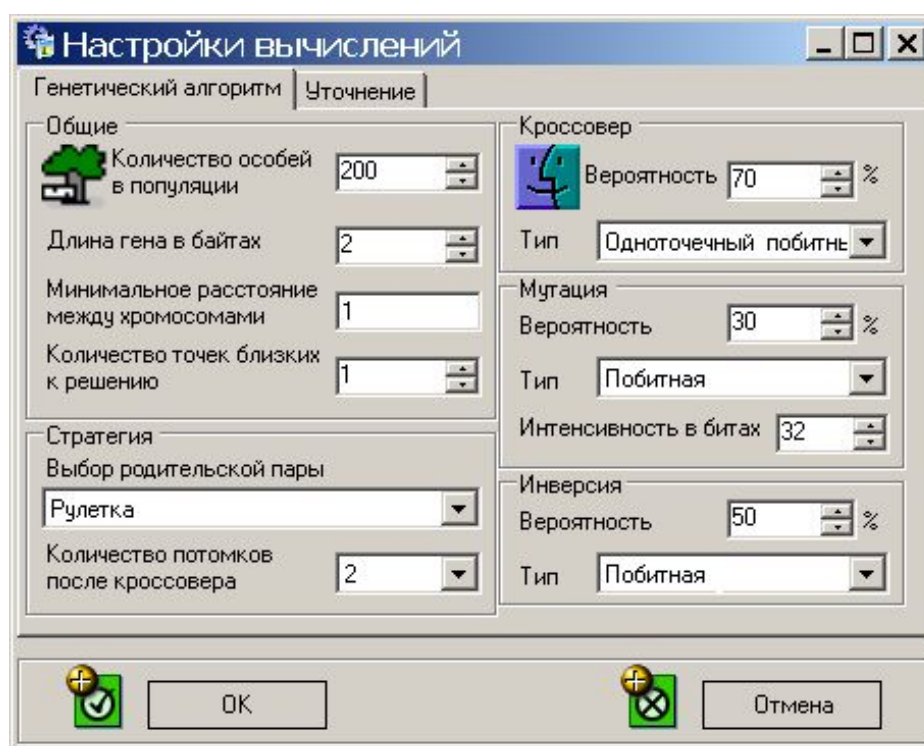 Настройки вычислений
Генетический алгоритм
Уточнение
Общие
Количество особей
в популяции
200
Длина гена в байтах
2
Минимальное расстояние
между хромосомами
1
Количество точек близких
к решению
1
Стратегия
Выбор родительской пары
Рулетка
Количество потомков
после кроссовера
2
Кроссовер
Вероятность 70 %
Тип Одноточечный побитнь
Мутация
Вероятность 30 %
Тип Побитная
Интенсивность в битах 32
Инверсия
Вероятность 50 %
Тип Побитная
OK
Отмена